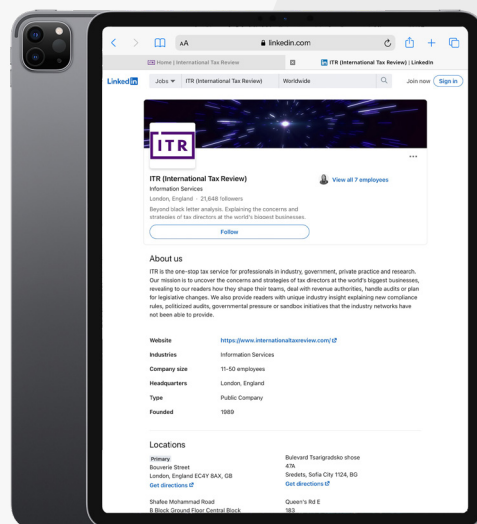 AA
linkedin.com
Home | International Tax Review
ITR (International Tax Review) | LinkedIn
Linked in
Jobs
ITR (International Tax Review)
Worldwide
Join now
Sign in
ITR
ITR (International Tax Review)
Information Services
London, England · 21,648 followers
Beyond black letter analysis. Explaining the concerns and
strategies of tax directors at the world's biggest businesses.
View all 7 employees
Follow
About us
ITR is the one-stop tax service for professionals in industry, government, private practice and research.
Our mission is to uncover the concerns and strategies of tax directors at the world's biggest businesses,
revealing to our readers how they shape their teams, deal with revenue authorities, handle audits or plan
for legislative changes. We also provide readers with unique industry insight explaining new compliance
rules, politicized audits, governmental pressure or sandbox initiatives that the industry networks have
not been able to provide.
Website https://www.internationaltaxreview.com/
Industries Information Services
Company size 11-50 employees
Headquarters London, England
Type Public Company
Founded 1989
Locations
Primary
Bouverie Street
London, England EC4Y 8AX, GB
Get directions
Bulevard Tsarigradsko shose
47A
Sredets, Sofia City 1124, BG
Get directions
Shafee Mohammad Road
B Block Ground Floor Central Block
Queen's Rd E
183